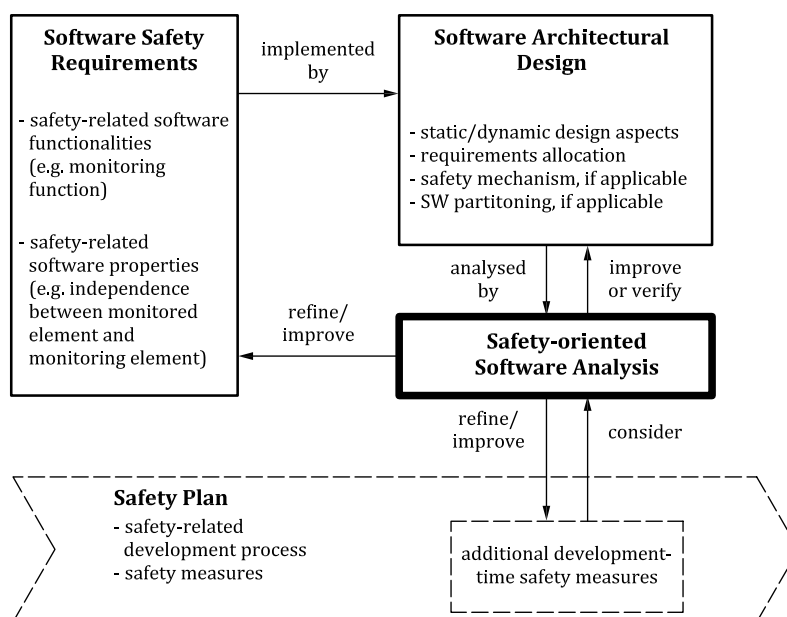 Software Safety
Requirements
- safety-related software
functionalities
(e.g. monitoring
function)
- safety-related
software properties
(e.g. independence
between monitored
element and
monitoring element)
implemented
by
Software Architectural
Design
- static/dynamic design aspects
- requirements allocation
- safety mechanism, if applicable
- SW partitoning, if applicable
analysed
by
improve
or verify
refine/
improve
Safety-oriented
Software Analysis
refine/
improve
consider
Safety Plan
- safety-related
development process
- safety measures
additional development-
time safety measures